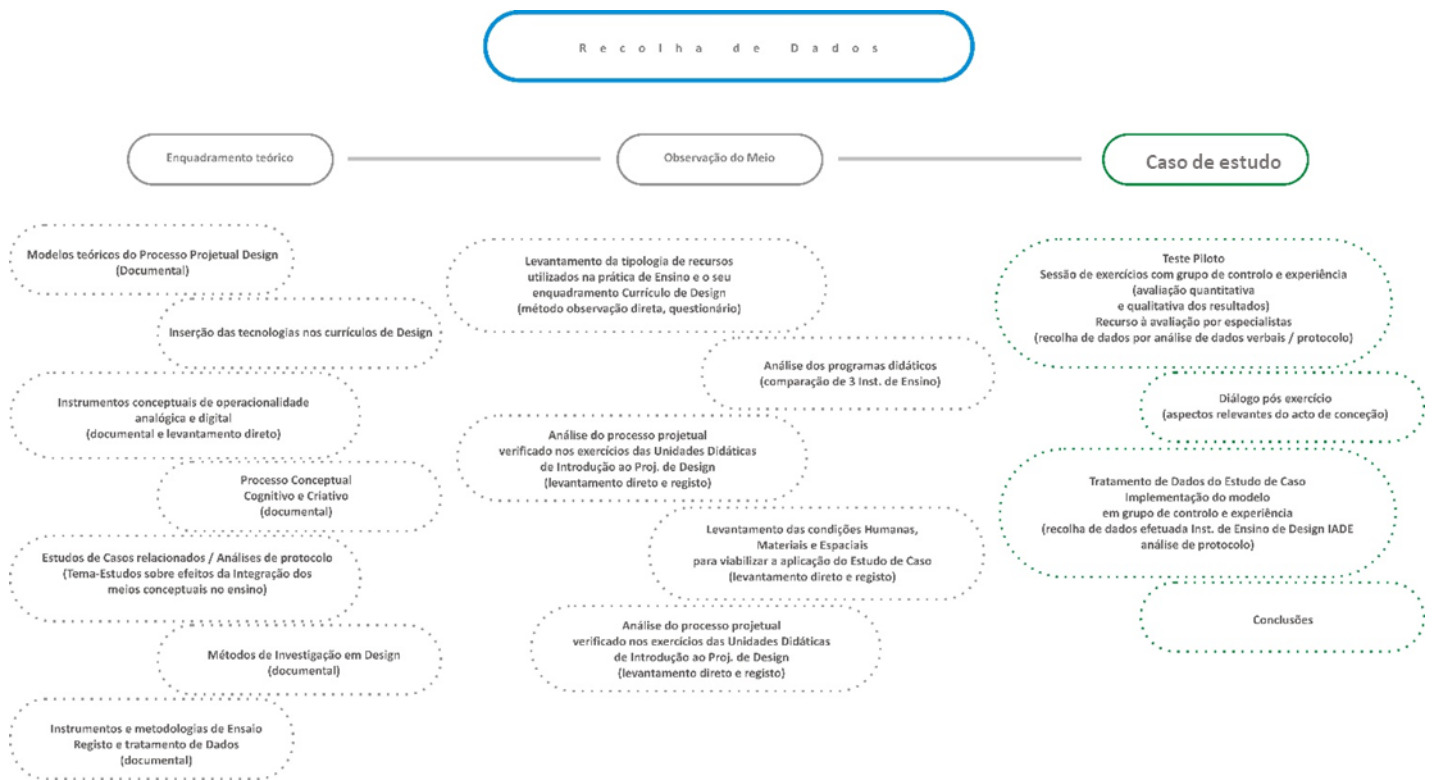 Recolha de Dados
Enquadramento teórico
Observação do Meio
Caso de estudo
Modelos teóricos do Processo Projetual Design
(Documental)
Inserção das tecnologias nos currículos de Design
Instrumentos conceptuais de operacionalidade
analógica e digital
(documental e levantamento direto)
Processo Conceptual
Cognitivo e Criativo
(documental)
Estudos de Casos relacionados / Análises de protocolo
(Tema-Estudos sobre efeitos da Integração dos
meios conceptuais no ensino)
Métodos de Investigação em Design
(documental)
Instrumentos e metodologias de Ensaio
Registo e tratamento de Dados
(documental)
Levantamento da tipologia de recursos
utilizados na prática de Ensino e o seu
enquadramento Currículo de Design
(método observação direta, questionário)
Análise dos programas didáticos
(comparação de 3 Inst. de Ensino)
Análise do processo projetual
verificado nos exercícios das Unidades Didáticas
de Introdução ao Proj. de Design
(levantamento direto e registo)
Levantamento das condições Humanas,
Materiais e Espaciais
para viabilizar a aplicação do Estudo de Caso
(levantamento direto e registo)
Análise do processo projetual
verificado nos exercícios das Unidades Didáticas
de Introdução ao Proj. de Design
(levantamento direto e registo)
Teste Piloto
Sessão de exercícios com grupo de controlo e experiência
(avaliação quantitativa
e qualitativa dos resultados)
Recurso à avaliação por especialistas
(recolha de dados por análise de dados verbais / protocolo)
Diálogo pós exercício
(aspectos relevantes do acto de conceção)
Tratamento de Dados do Estudo de Caso
Implementação do modelo
em grupo de controlo e experiência
(recolha de dados efetuada Inst. de Ensino de Design IADE
análise de protocolo)
Conclusões